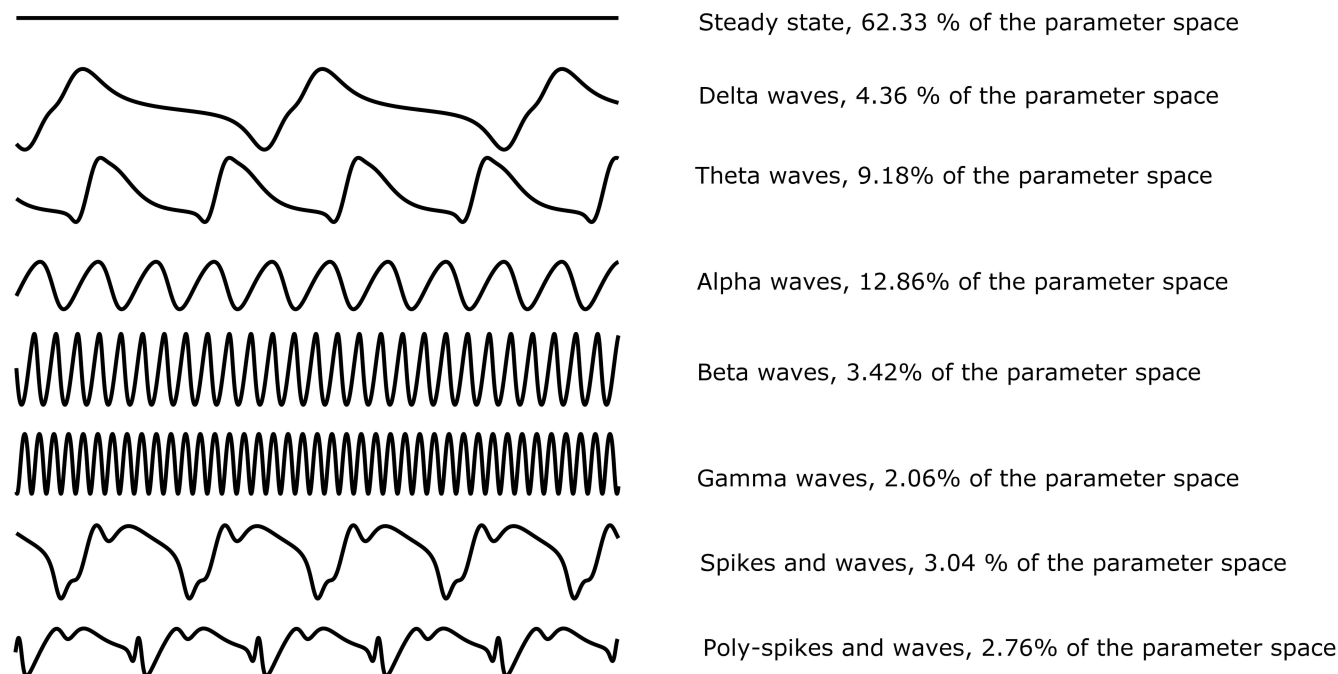 Steady state, 62.33 % of the parameter space
Delta waves, 4.36 % of the parameter space
Theta waves, 9.18% of the parameter space
Alpha waves, 12.86% of the parameter space
Beta waves, 3.42% of the parameter space
Gamma waves, 2.06% of the parameter space
Spikes and waves, 3.04 % of the parameter space
Poly-spikes and waves, 2.76% of the parameter space